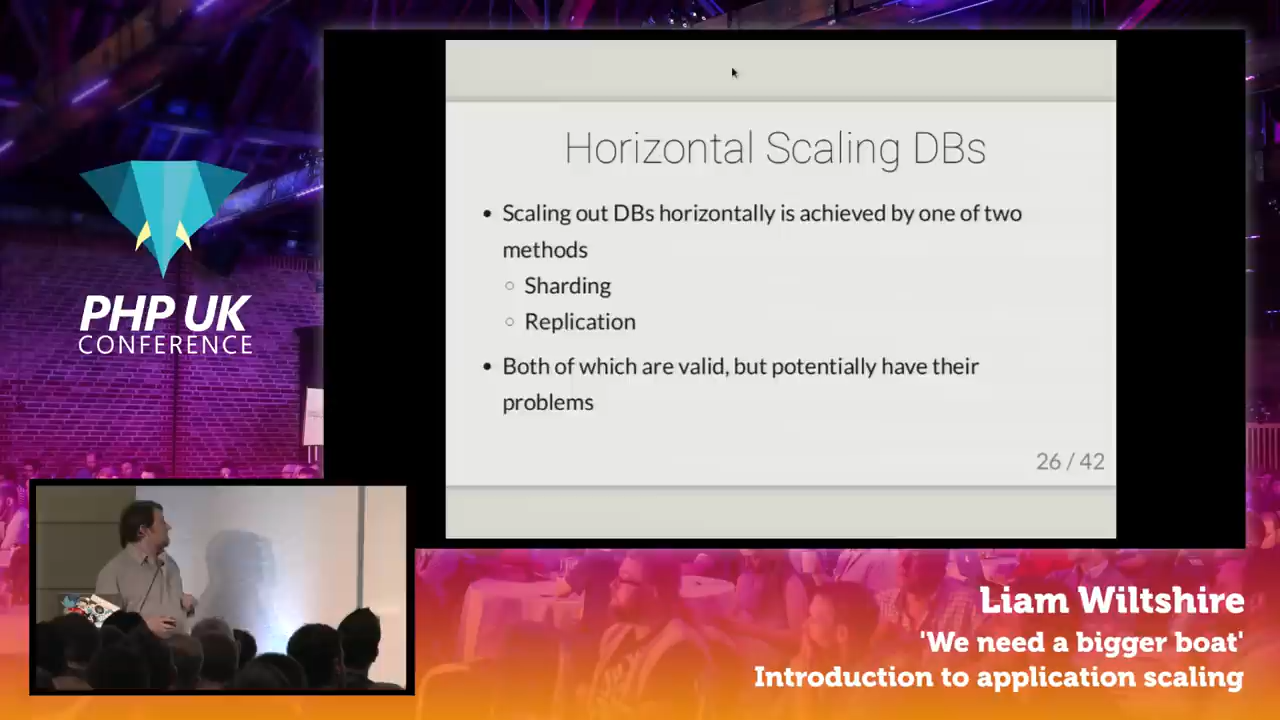 PHP UK
CONFERENCE
Horizontal Scaling DBs
• Scaling out DBs horizontally is achieved by one of two
methods
○ Sharding
○ Replication
• Both of which are valid, but potentially have their
problems
26 / 42
Liam Wiltshire
'We need a bigger boat'
Introduction to application scaling